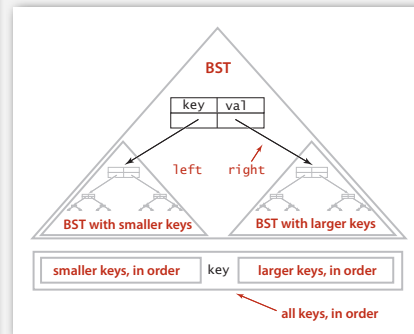 BST
key val
left right
BST with smaller keys BST with larger keys
smaller keys, in order key larger keys, in order
all keys, in order